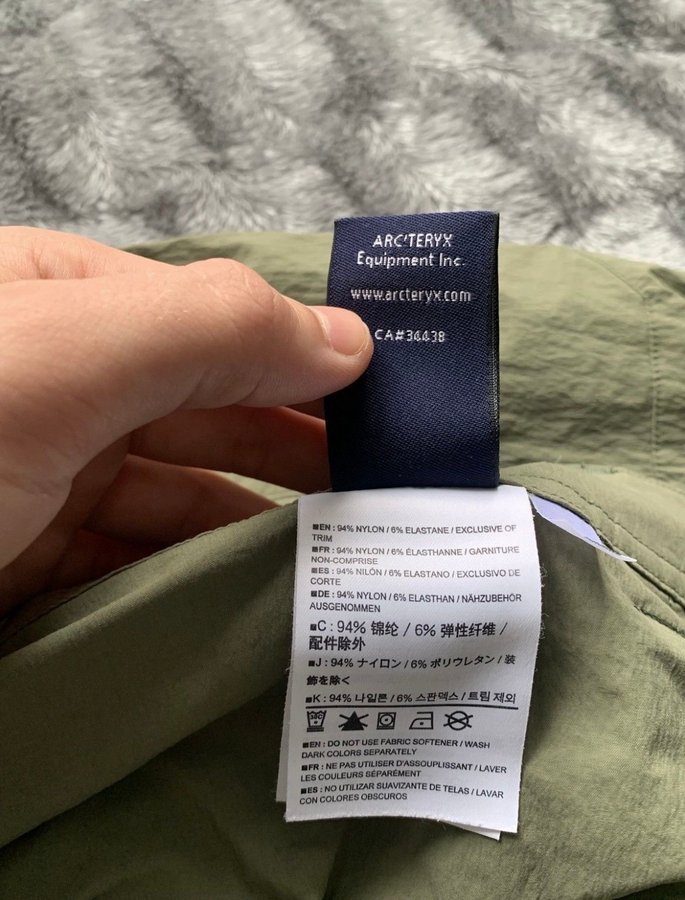 ARC'TERYX
Equipment Inc.
www.arcteryx.com
CA#34438
■EN: 94% NYLON / 6% ELASTANE / EXCLUSIVE OF
TRIM
■FR: 94% NYLON / 6% ÉLASTHANNE / GARNITURE
NON-COMPRISE
■ES: 94% NILÓN / 6% ELASTANO / EXCLUSIVO DE
CORTE
■DE: 94% NYLON / 6% ELASTHAN / NÄHZUBEHÖR
AUSGENOMMEN
■C: 94% 锦纶 / 6% 弹性纤维 /
配件除外
■J: 94% ナイロン / 6% ポリウレタン / 装
飾を除く
■K: 94% 나일론 / 6% 스판덱스 / 트림 제외
30C
■EN: DO NOT USE FABRIC SOFTENER / WASH
DARK COLORS SEPARATELY
■FR: NE PAS UTILISER D'ASSOUPLISSANT / LAVER
LES COULEURS SÉPARÉMENT
■ES: NO UTILIZAR SUAVIZANTE DE TELAS / LAVAR
CON COLORES OBSCUROS